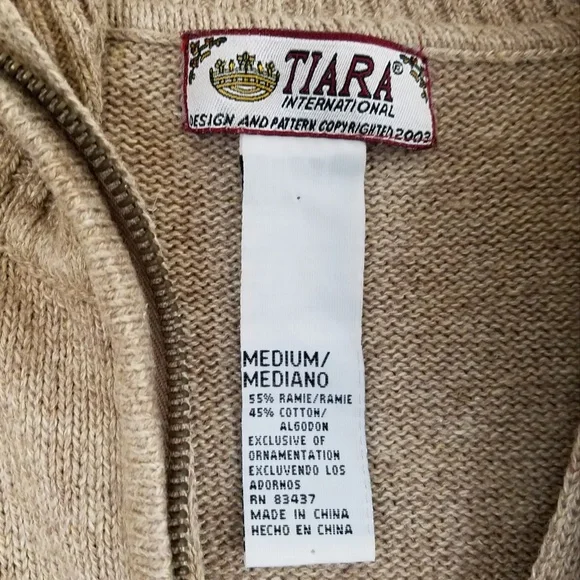 TIARA®
INTERNATIONAL
DESIGN AND PATTERN COPYRIGHTED 2003
MEDIUM/
MEDIANO
55% RAMIE/RAMIE
45% COTTON/
ALGODON
EXCLUSIVE OF
ORNAMENTATION
EXCLUVENDO LOS
ADORNOS
RN 83437
MADE IN CHINA
HECHO EN CHINA